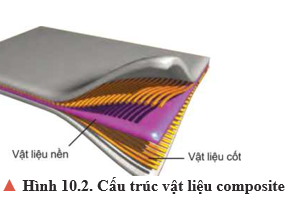 Vật liệu nền
Vật liệu cốt
▲ Hình 10.2. Cấu trúc vật liệu composite